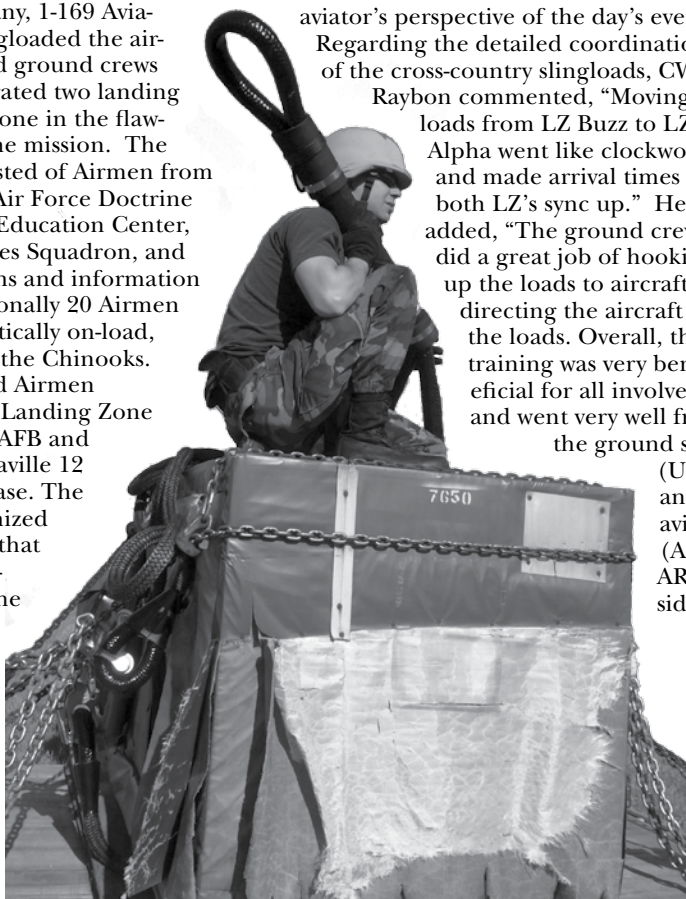 ny, 1-169 Avia-
gloaded the air-
d ground crews
rated two landing
one in the flaw-
ne mission. The
sted of Airmen from
Air Force Doctrine
Education Center,
es Squadron, and
ns and information
onally 20 Airmen
tically on-load,
the Chinooks.
d Airmen
Landing Zone
AFB and
aville 12
ase. The
nized
that
-
ne
aviator's perspective of the day's eve
Regarding the detailed coordinatio
of the cross-country slingloads, CW
Raybon commented, "Moving
loads from LZ Buzz to LZ
Alpha went like clockwo
and made arrival times
both LZ's sync up." He
added, "The ground crew
did a great job of hooki
up the loads to aircraft
directing the aircraft
the loads. Overall, th
training was very ben
eficial for all involve
and went very well fr
the ground s
(U
an
avi
(A
AR
sid
7650